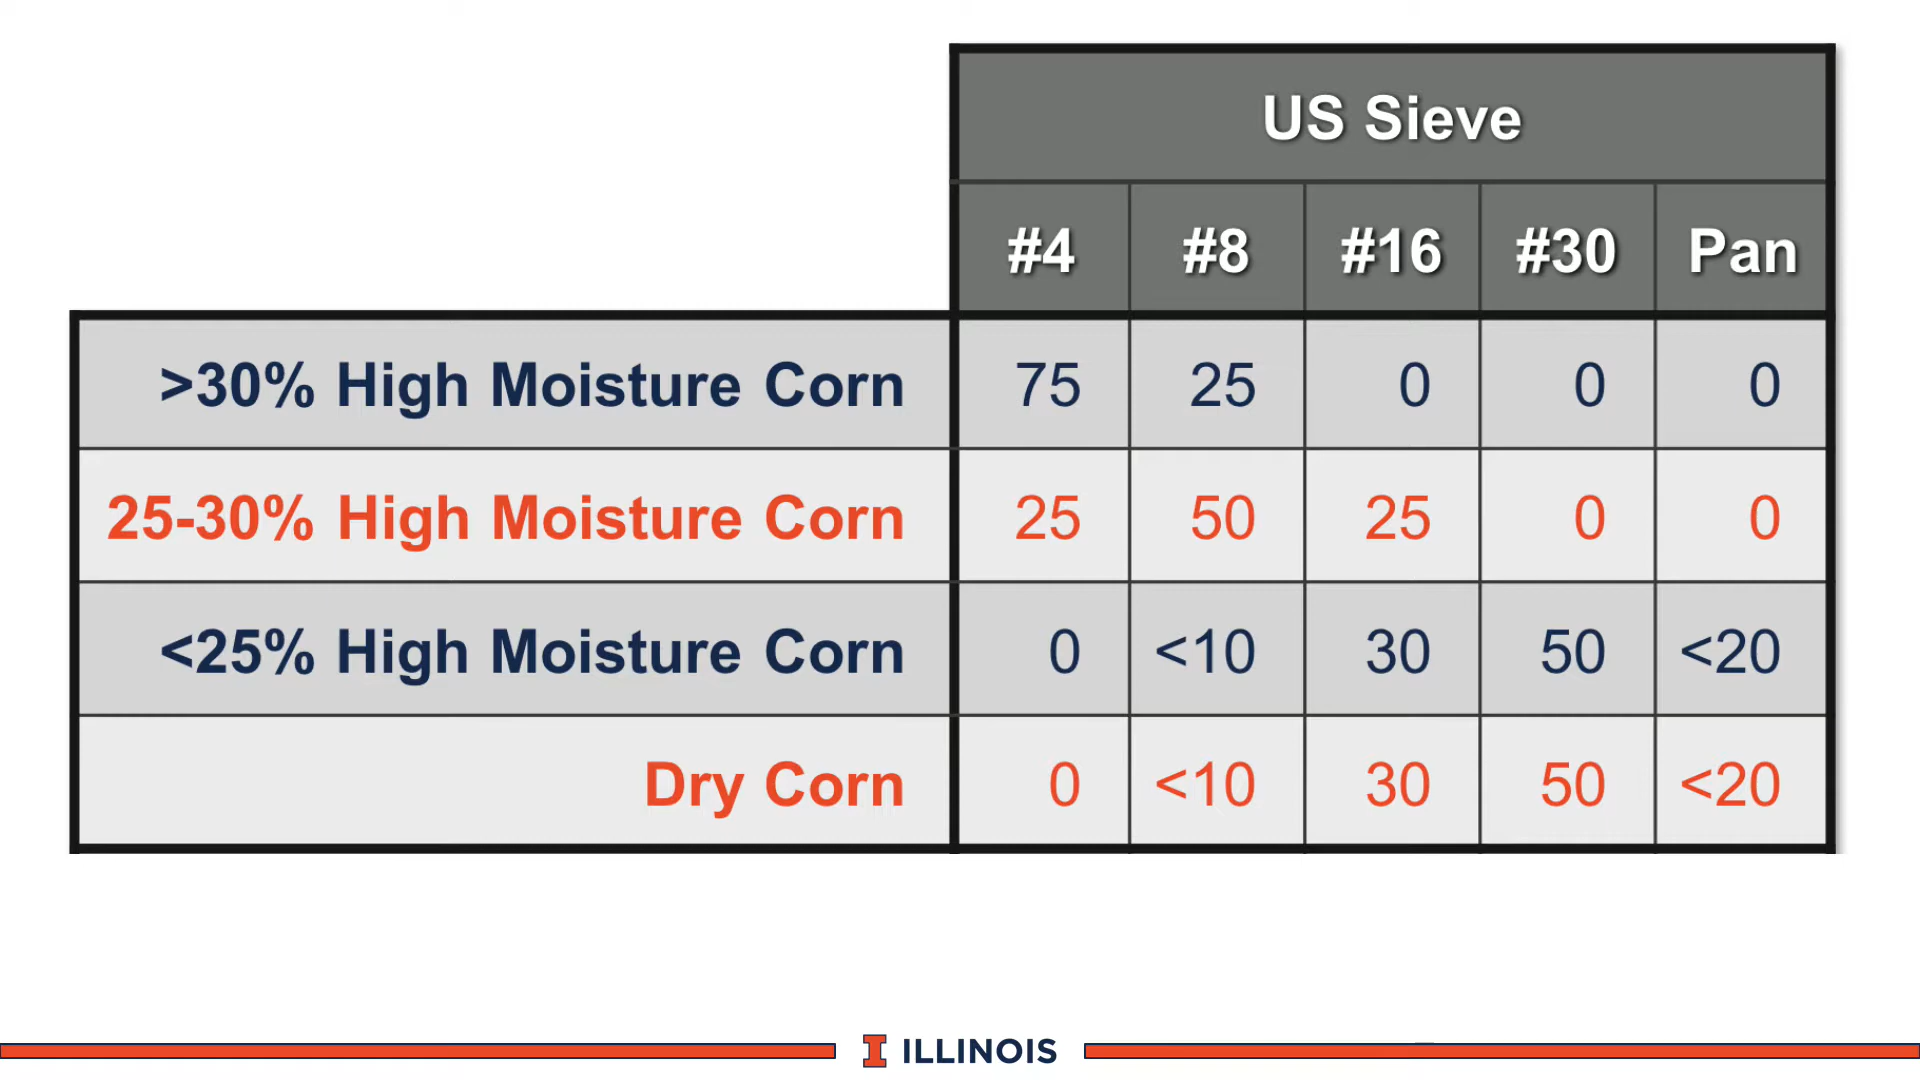 US Sieve
#4 #8 #16 #30 Pan
>30% High Moisture Corn 75 25 0 0 0
25-30% High Moisture Corn 25 50 25 0 0
<25% High Moisture Corn 0 <10 30 50 <20
Dry Corn 0 <10 30 50 <20
I ILLINOIS